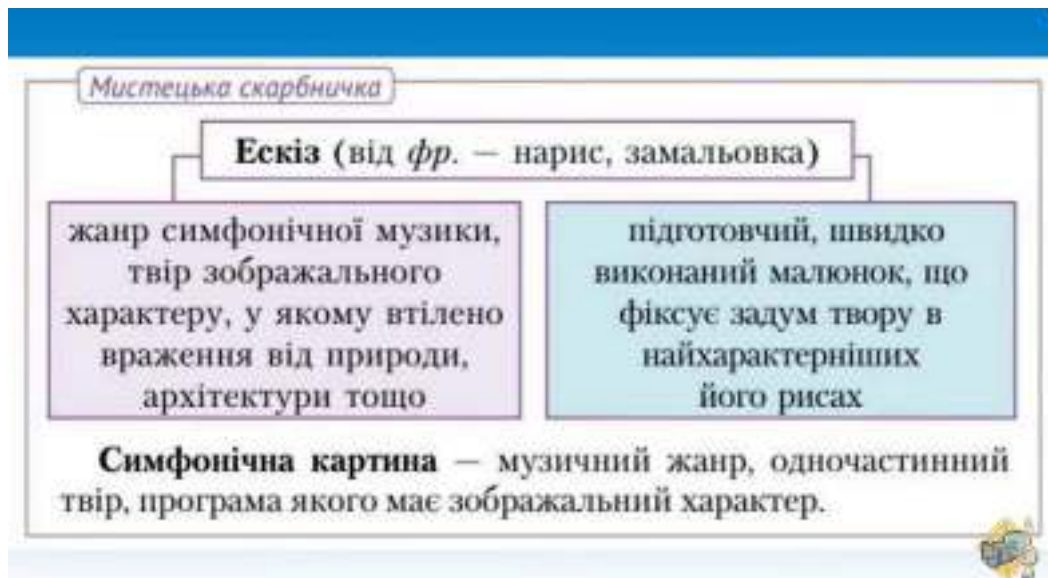 Мистецька скарбничка
Ескіз (від фр. — нарис, замальовка)
жанр симфонічної музики,
твір зображального
характеру, у якому втілено
враження від природи,
архітектури тощо
підготовчий, швидко
виконаний малюнок, що
фіксує задум твору в
найхарактерніших
його рисах
Симфонічна картина — музичний жанр, одночастинний
твір, програма якого має зображальний характер.